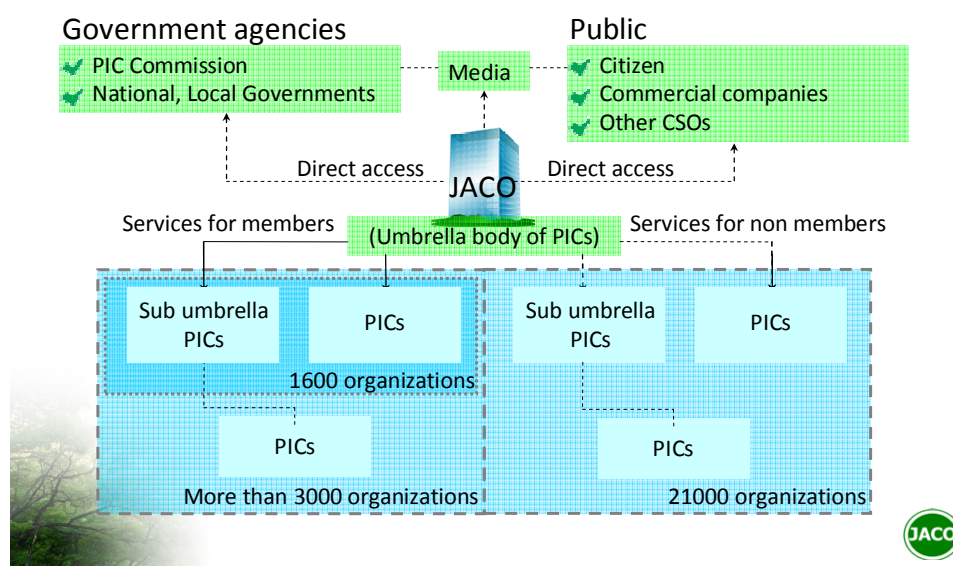 Government agencies
PIC Commission
National, Local Governments
Media
Public
Citizen
Commercial companies
Other CSOs
Direct access
JACO
Direct access
Services for members
(Umbrella body of PICs)
Services for non members
Sub umbrella
PICs
PICs
1600 organizations
PICs
More than 3000 organizations
Sub umbrella
PICs
PICs
PICs
21000 organizations
JACO